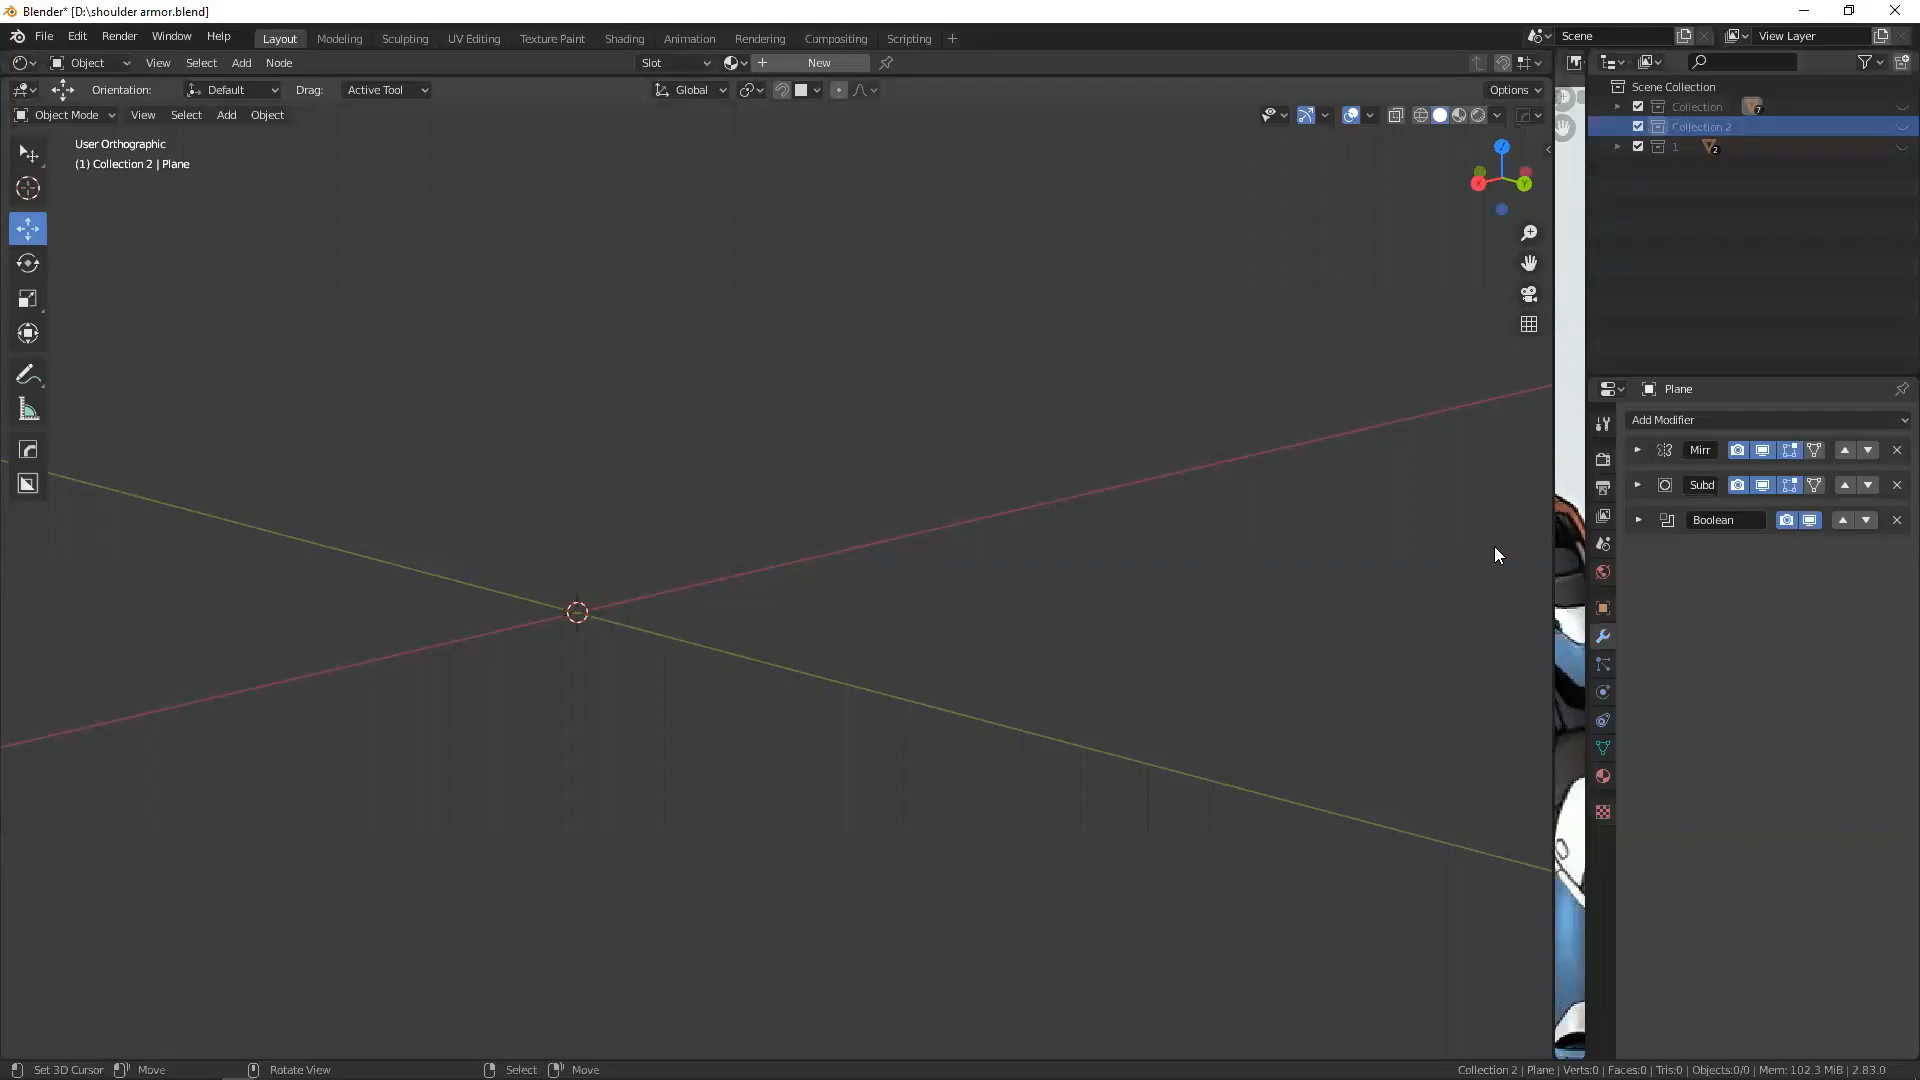 Blender* [D:\shoulder armor.blend]
File Edit Render Window Help Layout Modeling Sculpting UV Editing Texture Paint Shading Animation Rendering Compositing Scripting + Scene View Layer
Object View Select Add Node Slot New
Orientation: Default Drag: Active Tool Global Options
Object Mode View Select Add Object
User Orthographic
(1) Collection 2 | Plane
Z
X
Y
Scene Collection
Collection 7
Collection 2
1 2
Plane
Add Modifier
Mirr
Subd
Boolean
Set 3D Cursor Move Rotate View Select Move Collection 2 | Plane | Verts:0 | Faces:0 | Tris:0 | Objects:0/0 | Mem: 102.3 MiB | 2.83.0